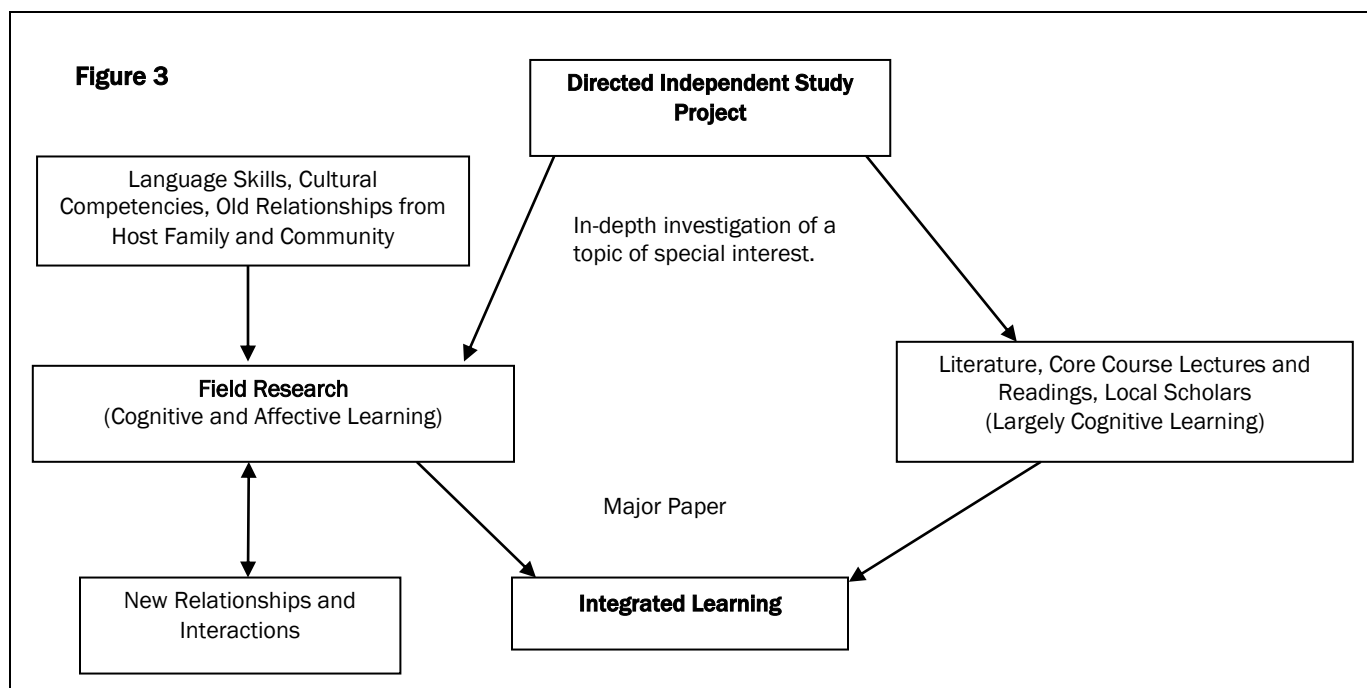 Figure 3
Directed Independent Study
Project
Language Skills, Cultural
Competencies, Old Relationships from
Host Family and Community
In-depth investigation of a
topic of special interest.
Field Research
(Cognitive and Affective Learning)
Literature, Core Course Lectures and
Readings, Local Scholars
(Largely Cognitive Learning)
Major Paper
New Relationships and
Interactions
Integrated Learning